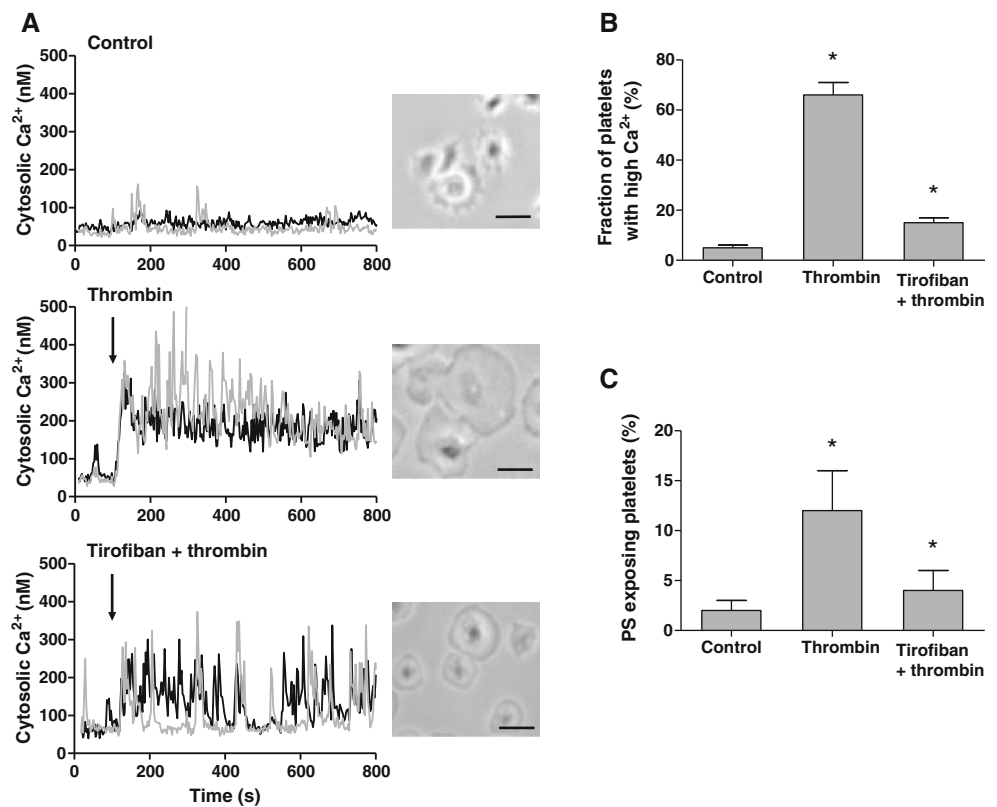 A
Control
Cytosolic Ca²⁺ (nM)
500
400
300
200
100
0
0 200 400 600 800
Thrombin
Cytosolic Ca²⁺ (nM)
500
400
300
200
100
0
0 200 400 600 800
Tirofiban + thrombin
Cytosolic Ca²⁺ (nM)
500
400
300
200
100
0
0 200 400 600 800
Time (s)
B
Fraction of platelets
with high Ca²⁺ (%)
80
60
40
20
0
*
*
Control Thrombin Tirofiban
+ thrombin
C
PS exposing platelets (%)
20
15
10
5
0
*
*
Control Thrombin Tirofiban
+ thrombin